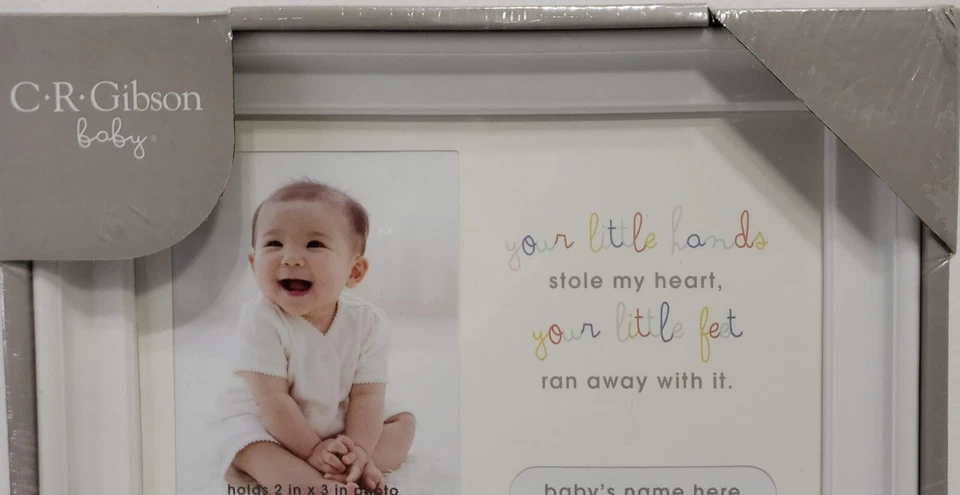 C·R·Gibson
baby®
your little hands
stole my heart,
your little feet
ran away with it.
holds 2 in x 3 in photo
baby's name here